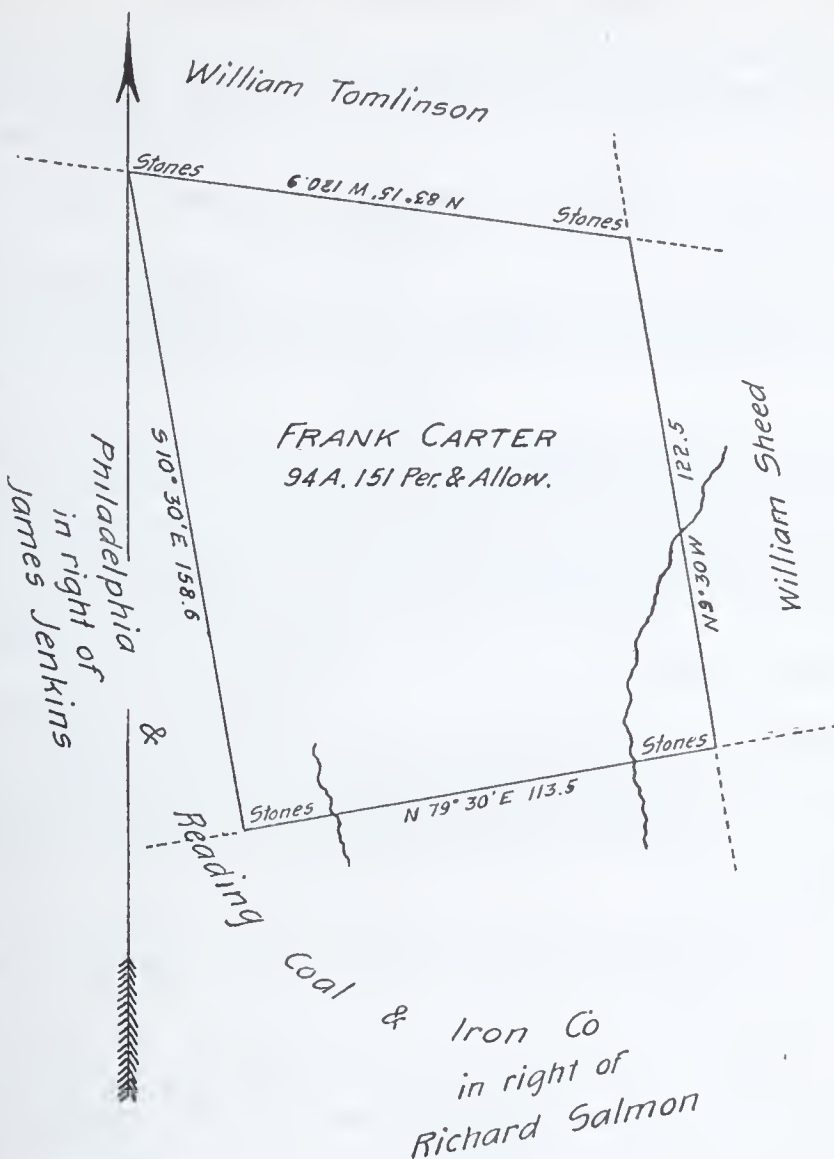 William Tomlinson
Stones
N 83° 15' W 120.9
Stones
FRANK CARTER
94 A. 151 Per. & Allow.
S 10° 30' E 158.6
122.5
N 9° 30 W
William Sheed
Philadelphia
in right of
James Jenkins
&
Stones
N 79° 30' E 113.5
Stones
Reading
Coal & Iron Co
in right of
Richard Salmon